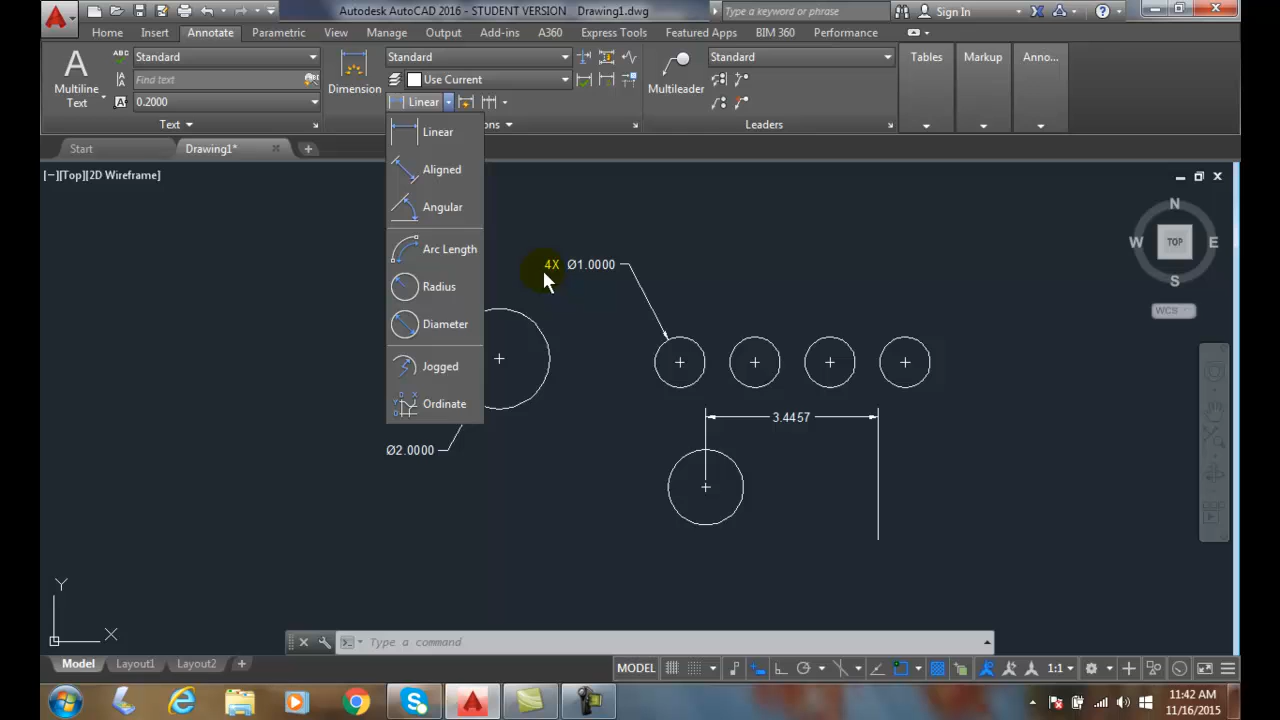 Autodesk AutoCAD 2016 - STUDENT VERSION    Drawing1.dwg
Type a keyword or phrase
Sign In
Home Insert Annotate Parametric View Manage Output Add-ins A360 Express Tools Featured Apps BIM 360 Performance
Multiline Text
Standard
Find text
0.2000
Text
Dimension
Standard
Use Current
Linear
ons
Multileader
Standard
Leaders
Tables
Markup
Anno...
Start
Drawing1*
[−][Top][2D Wireframe]
Linear
Aligned
Angular
Arc Length
Radius
Diameter
Jogged
Ordinate
4X Ø1.0000
Ø2.0000
3.4457
N
W TOP E
S
WCS
Y
X
Type a command
Model Layout1 Layout2
MODEL
1:1
11:42 AM
11/16/2015